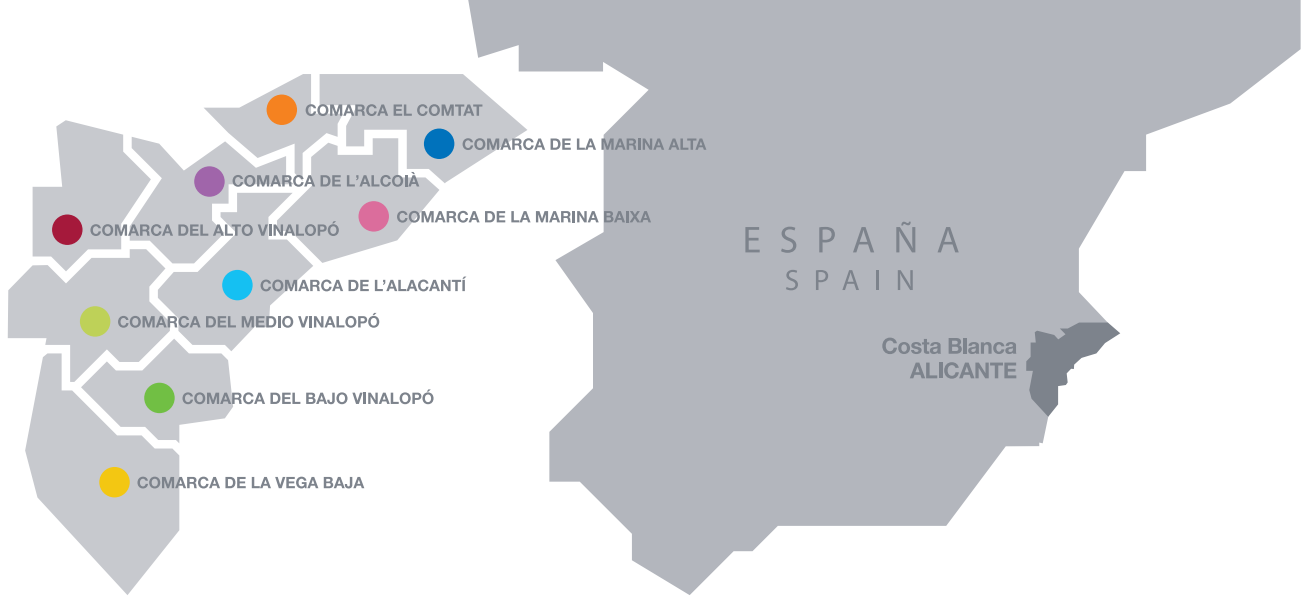 COMARCA EL COMTAT
COMARCA DE LA MARINA ALTA
COMARCA DE L'ALCOIÀ
COMARCA DE LA MARINA BAIXA
COMARCA DEL ALTO VINALOPÓ
COMARCA DE L'ALACANTÍ
COMARCA DEL MEDIO VINALOPÓ
COMARCA DEL BAJO VINALOPÓ
COMARCA DE LA VEGA BAJA
ESPAÑA
SPAIN
Costa Blanca
ALICANTE